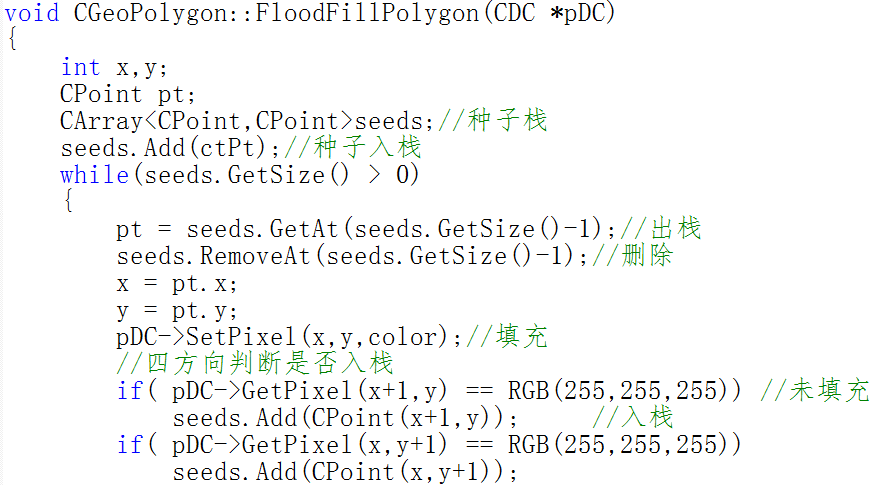 void CGeoPolygon::FloodFillPolygon(CDC *pDC)
{
int x,y;
CPoint pt;
CArray<CPoint,CPoint>seeds;//种子栈
seeds.Add(ctPt);//种子入栈
while(seeds.GetSize() > 0)
{
pt = seeds.GetAt(seeds.GetSize()-1);//出栈
seeds.RemoveAt(seeds.GetSize()-1);//删除
x = pt.x;
y = pt.y;
pDC->SetPixel(x,y,color);//填充
//四方向判断是否入栈
if( pDC->GetPixel(x+1,y) == RGB(255,255,255)) //未填充
seeds.Add(CPoint(x+1,y)); //入栈
if( pDC->GetPixel(x,y+1) == RGB(255,255,255))
seeds.Add(CPoint(x,y+1));